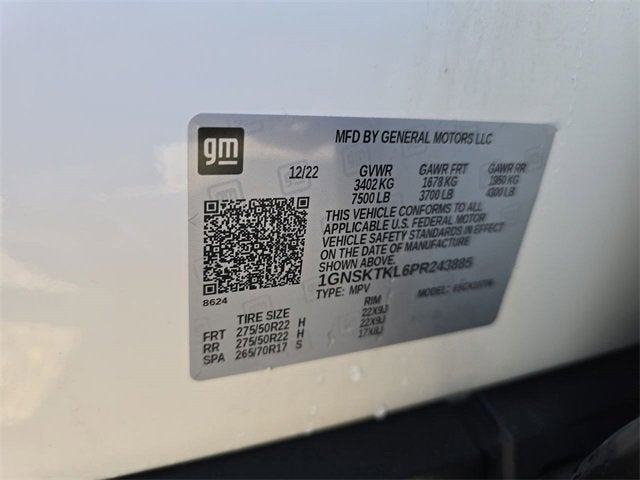 gm
MFD BY GENERAL MOTORS LLC
12/22 GVWR GAWR FRT GAWR RR
3402 KG 1678 KG 1950 KG
7500 LB 3700 LB 4300 LB
THIS VEHICLE CONFORMS TO ALL
APPLICABLE U.S. FEDERAL MOTOR
VEHICLE SAFETY STANDARDS IN
EFFECT ON THE DATE OF MANUFACTURE
SHOWN ABOVE.
1GNSKTKL6PR243885
TYPE: MPV MODEL:
8624
TIRE SIZE RIM
FRT 275/50R22 H 22X9J
RR 275/50R22 H 22X9J
SPA 265/70R17 S 17X8J